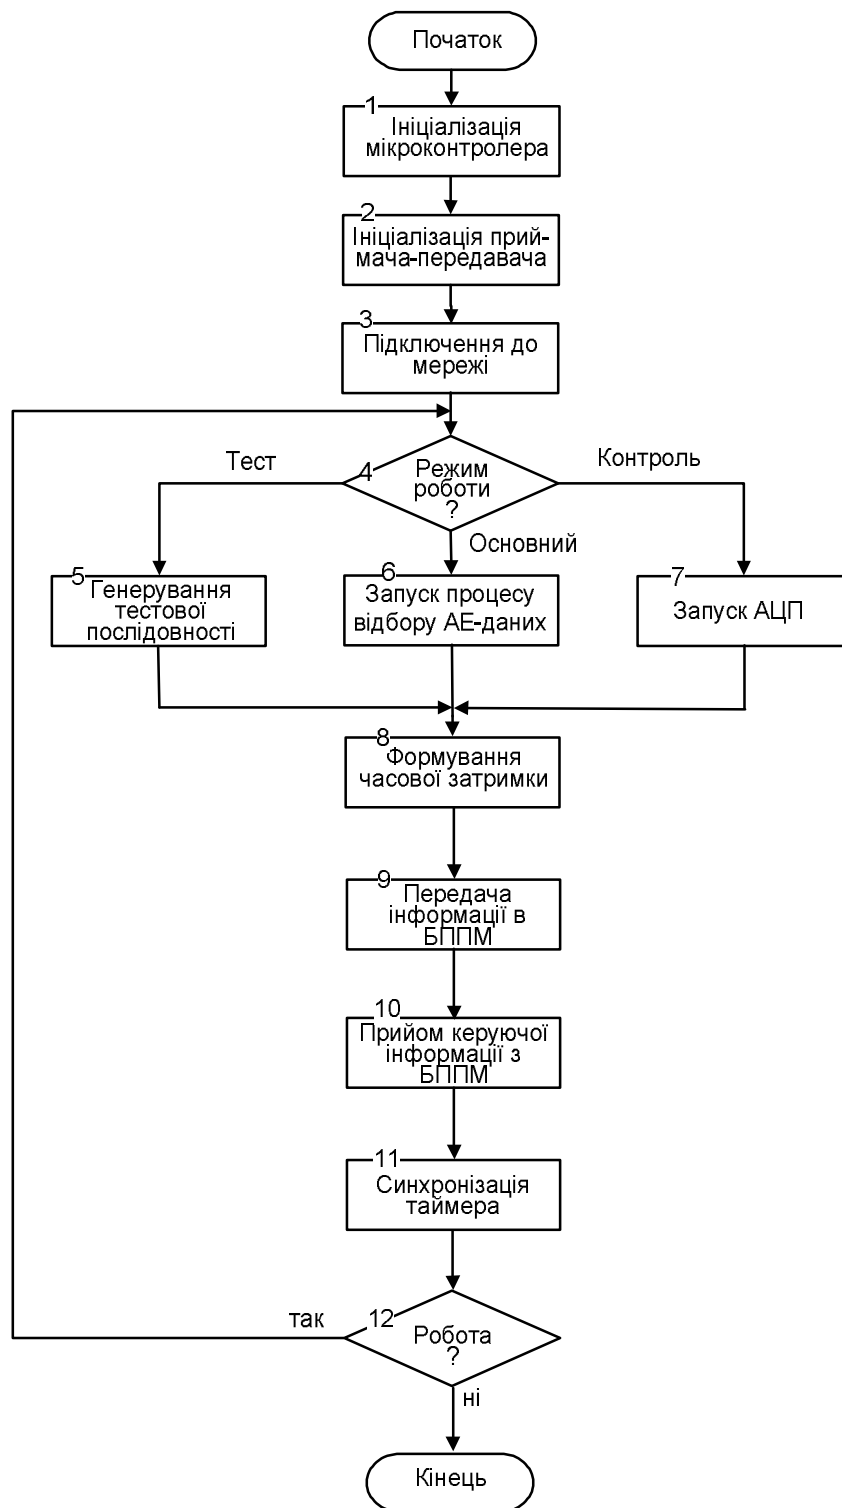 Початок
1
Ініціалізація
мікроконтролера
2
Ініціалізація прий-
мача-передавача
3
Підключення до
мережі
Тест
4
Режим
роботи
?
Контроль
Основний
5
Генерування
тестової
послідовності
6
Запуск процесу
відбору АЕ-даних
7
Запуск АЦП
8
Формування
часової затримки
9
Передача
інформації в
БППМ
10
Прийом керуючої
інформації з
БППМ
11
Синхронізація
таймера
так
12
Робота
?
ні
Кінець